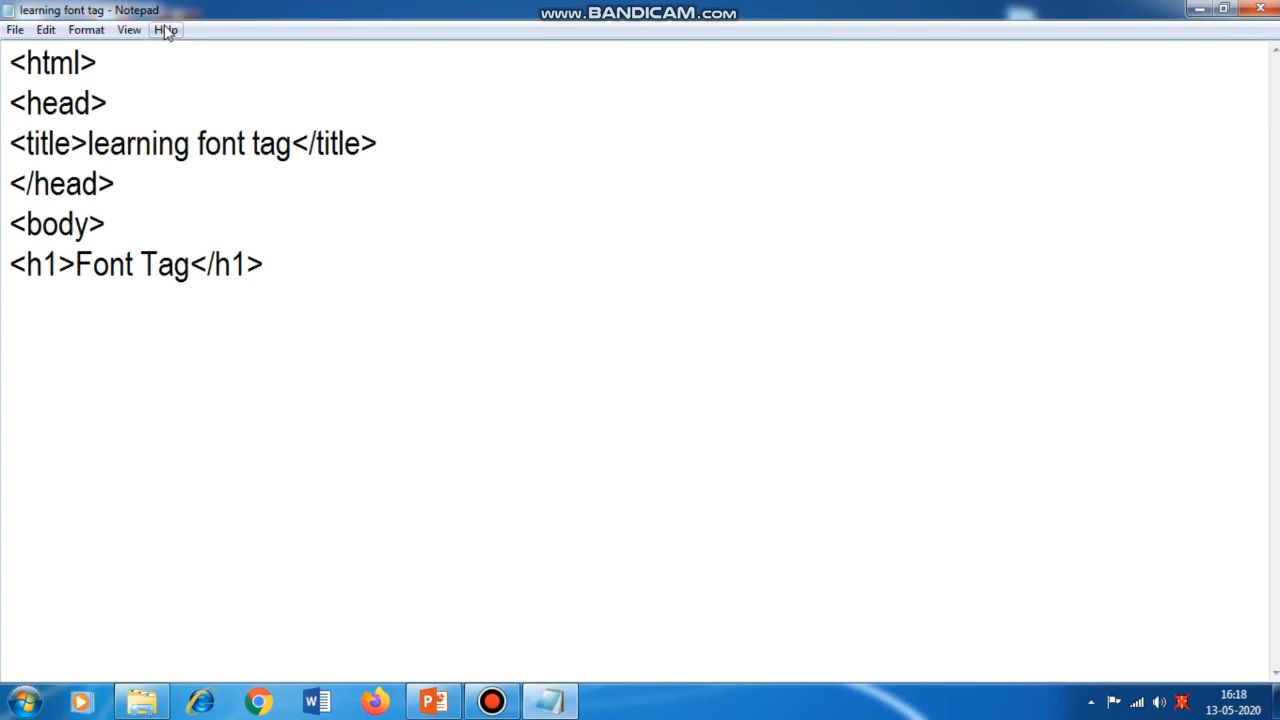 learning font tag - Notepad
www.BANDICAM.com
File Edit Format View Help
<html>
<head>
<title>learning font tag</title>
</head>
<body>
<h1>Font Tag</h1>
16:18
13-05-2020